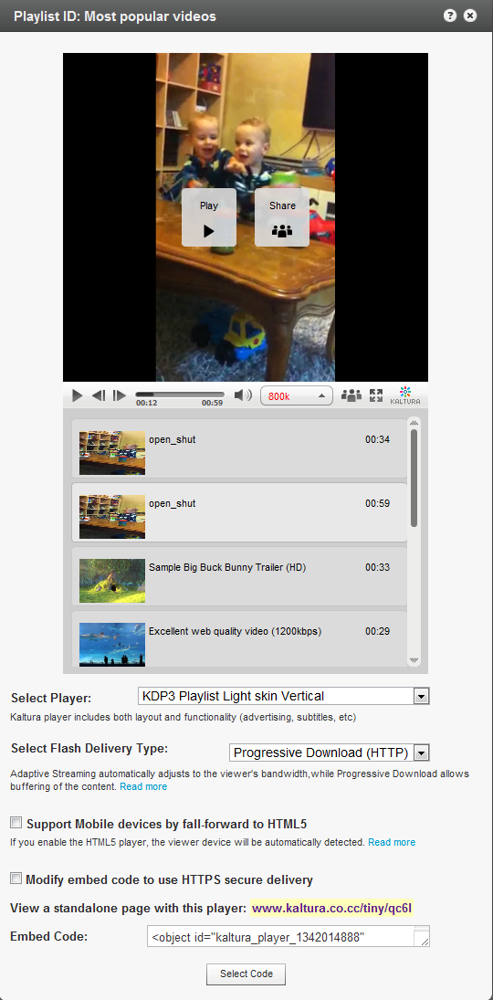 Playlist ID: Most popular videos
Play
Share
00:12
00:59
800k
KALTURA
open_shut 00:34
open_shut 00:59
Sample Big Buck Bunny Trailer (HD) 00:33
Excellent web quality video (1200kbps) 00:29
Select Player: KDP3 Playlist Light skin Vertical
Kaltura player includes both layout and functionality (advertising, subtitles, etc)
Select Flash Delivery Type: Progressive Download (HTTP)
Adaptive Streaming automatically adjusts to the viewer's bandwidth,while Progressive Download allows
buffering of the content. Read more
Support Mobile devices by fall-forward to HTML5
If you enable the HTML5 player, the viewer device will be automatically detected. Read more
Modify embed code to use HTTPS secure delivery
View a standalone page with this player: www.kaltura.co.cc/tiny/qc6l
Embed Code: <object id="kaltura_player_1342014888"
Select Code